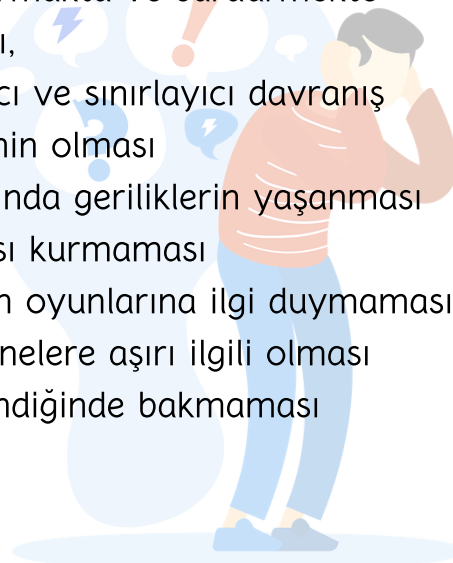 ı,
cı ve sınırlayıcı davranış
nin olması
nda geriliklerin yaşanması
sı kurmaması
n oyunlarına ilgi duymaması
nelere aşırı ilgili olması
ndiğinde bakmaması